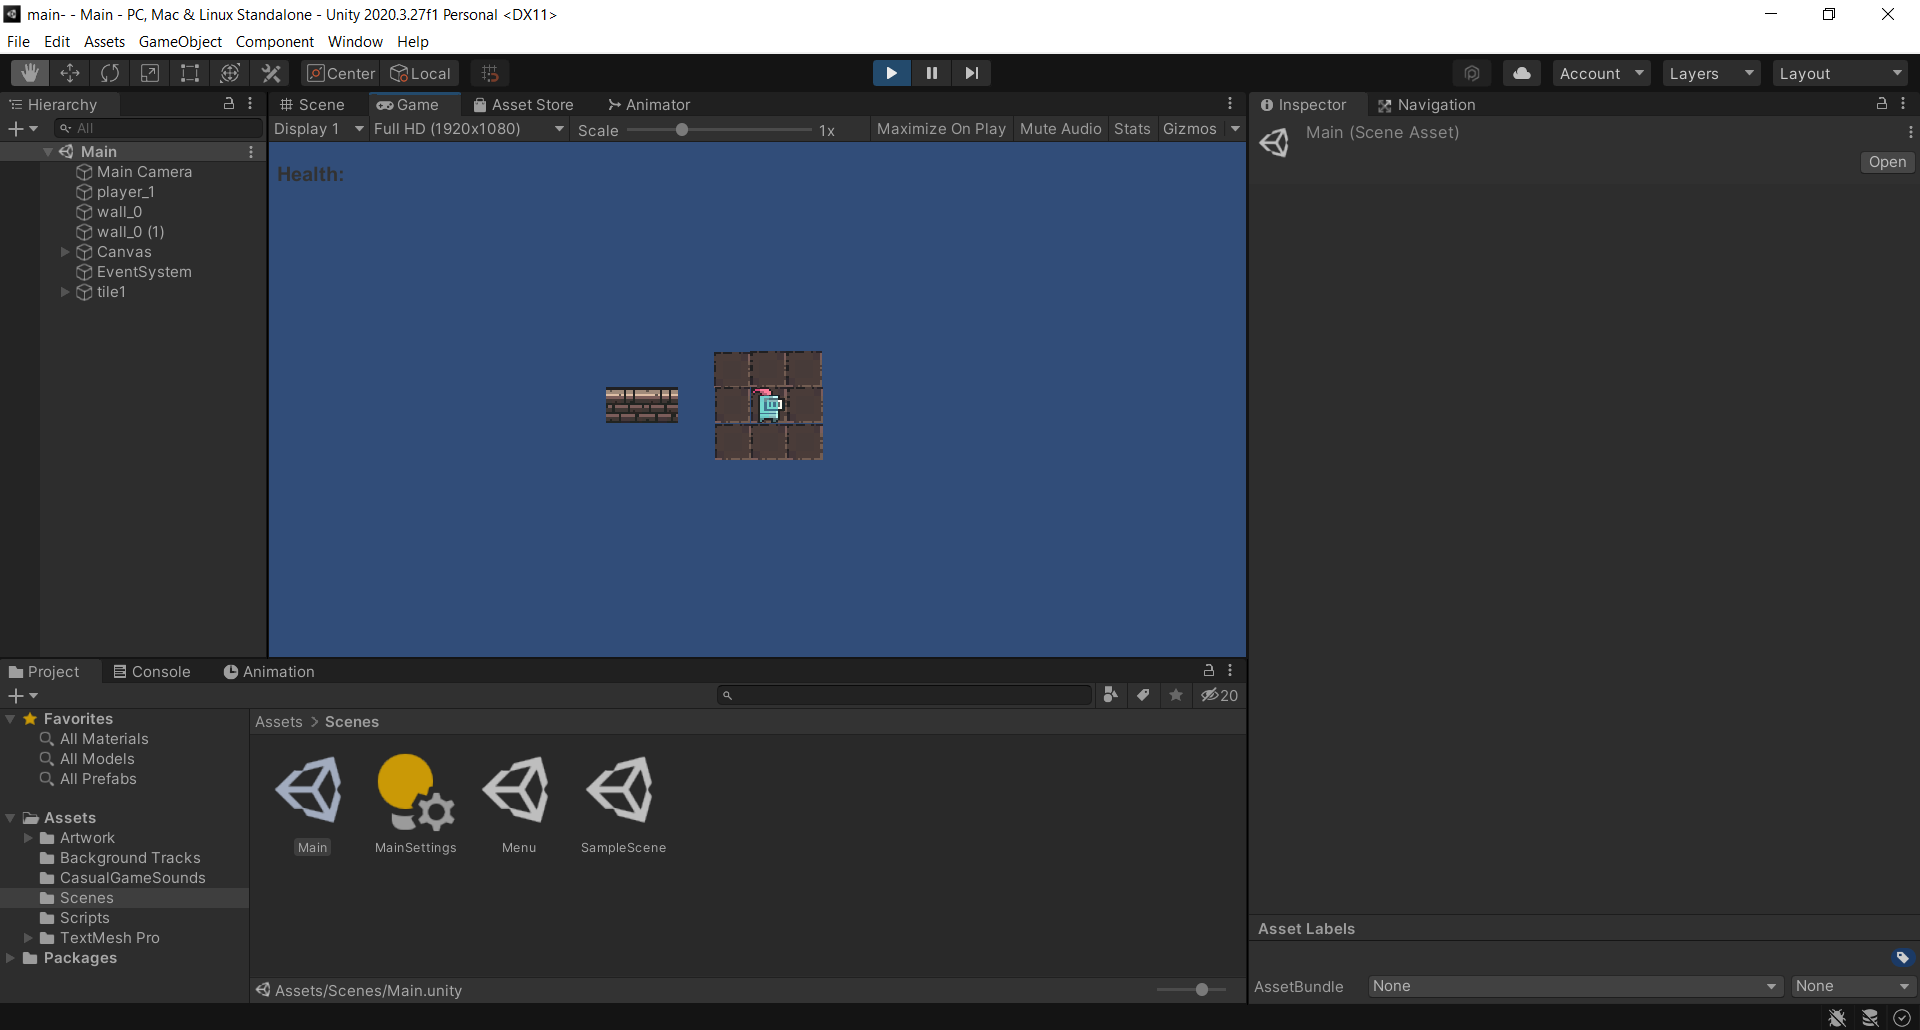 main- - Main - PC, Mac & Linux Standalone - Unity 2020.3.27f1 Personal <DX11>
File Edit Assets GameObject Component Window Help
Center Local Account Layers Layout
Hierarchy
All
Main
Main Camera
player_1
wall_0
wall_0 (1)
Canvas
EventSystem
tile1
Scene Game Asset Store Animator
Display 1 Full HD (1920x1080) Scale 1x Maximize On Play Mute Audio Stats Gizmos
Health:
Inspector Navigation
Main (Scene Asset)
Open
Project Console Animation
20
Favorites
All Materials
All Models
All Prefabs
Assets
Artwork
Background Tracks
CasualGameSounds
Scenes
Scripts
TextMesh Pro
Packages
Assets > Scenes
Main MainSettings Menu SampleScene
Assets/Scenes/Main.unity
Asset Labels
AssetBundle None None